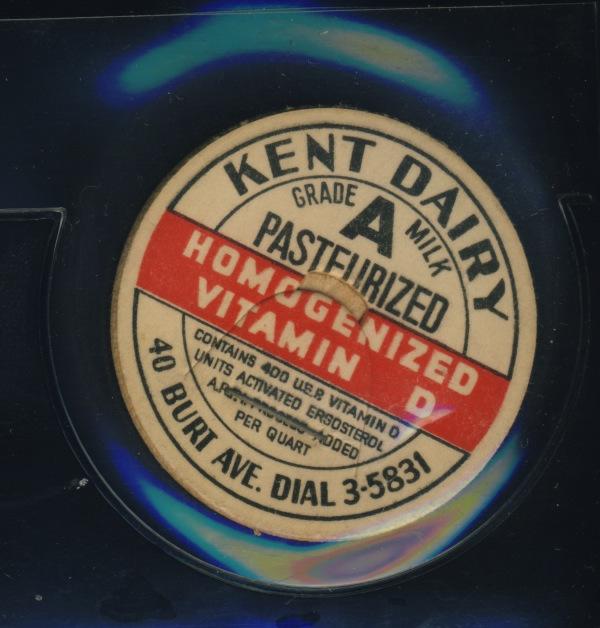 KENT DAIRY
GRADE A MILK
PASTEURIZED
HOMOGENIZED
VITAMIN D
CONTAINS 400 U.S.P. VITAMIN D
UNITS ACTIVATED ERGOSTEROL
ADDED
PER QUART
40 BURT AVE. DIAL 3-5831